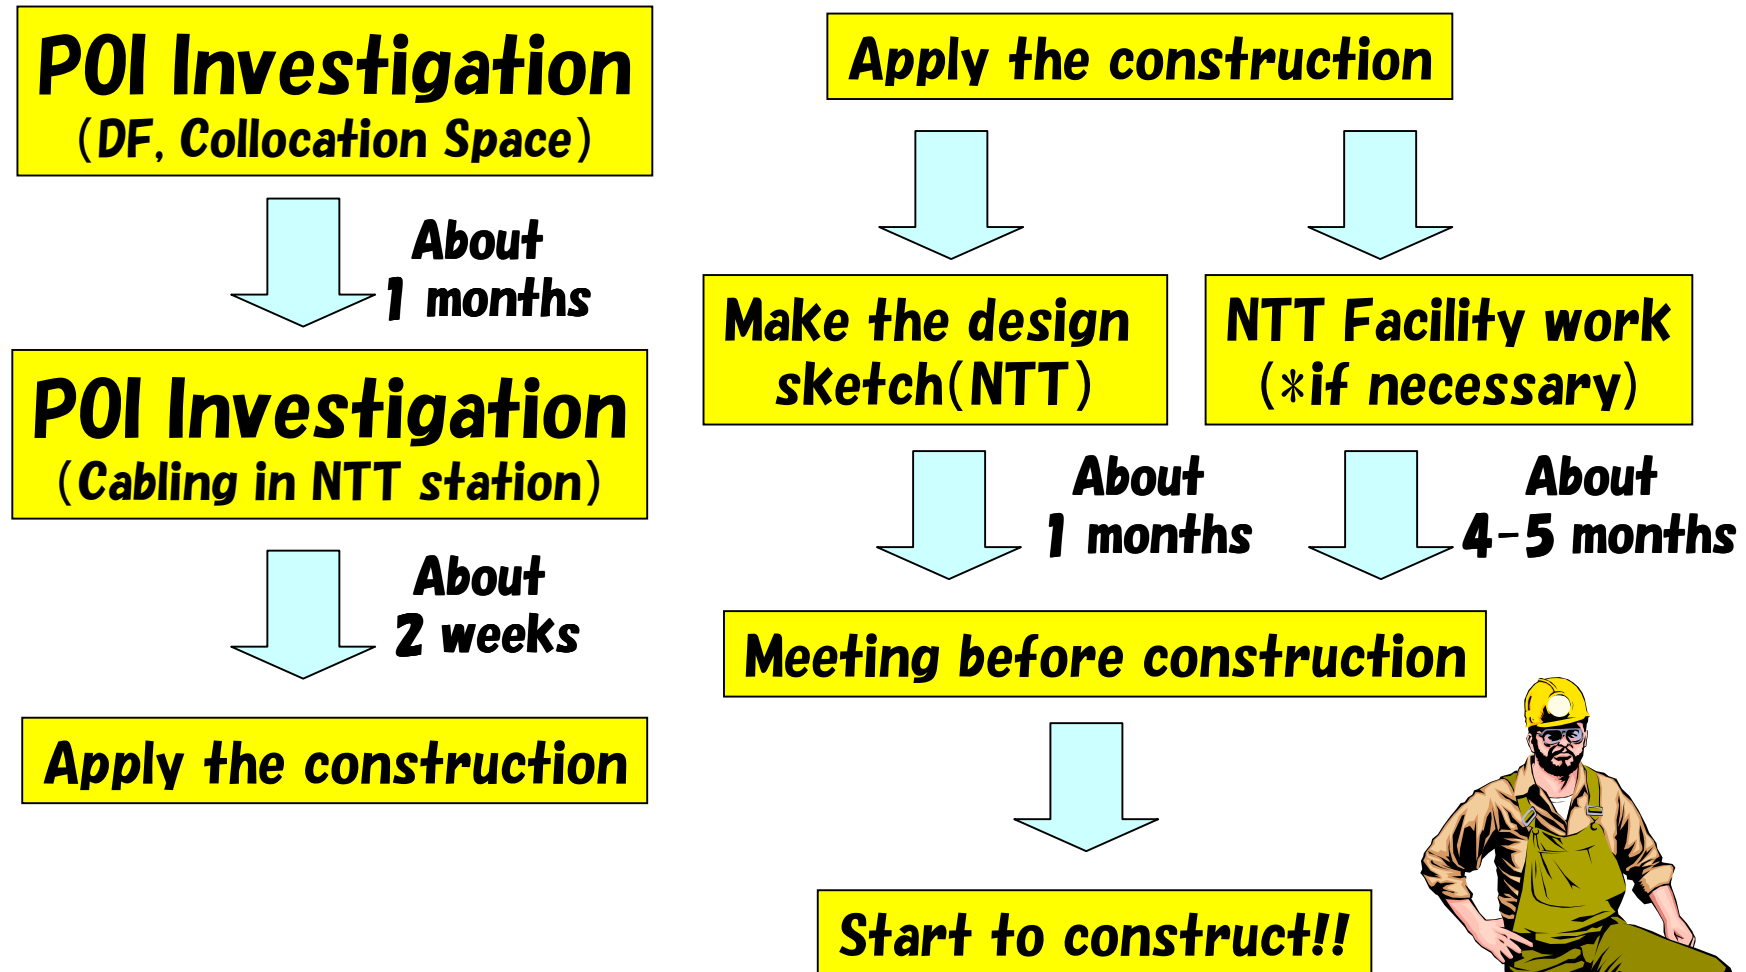 POI Investigation
(DF, Collocation Space)
About
1 months
POI Investigation
(Cabling in NTT station)
About
2 weeks
Apply the construction
Apply the construction
Make the design
sketch(NTT)
NTT Facility work
(*if necessary)
About
1 months
About
4-5 months
Meeting before construction
Start to construct!!